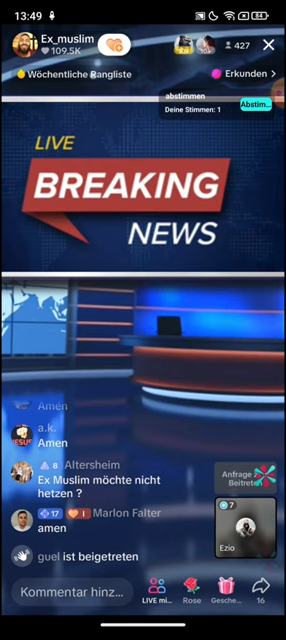 13:49
84
Ex_muslim
109.5K
427
Wöchentliche Rangliste
Erkunden >
abstimmen
Deine Stimmen: 1
Abstim...
LIVE
BREAKING
NEWS
Amen
a.k.
Amen
8 Altersheim
Ex Muslim möchte nicht
hetzen ?
17 I Marlon Falter
amen
guel ist beigetreten
Anfrage
Beitreten
7
Ezio
Kommentar hinz...
LIVE mi...
Rose
Gesche...
16